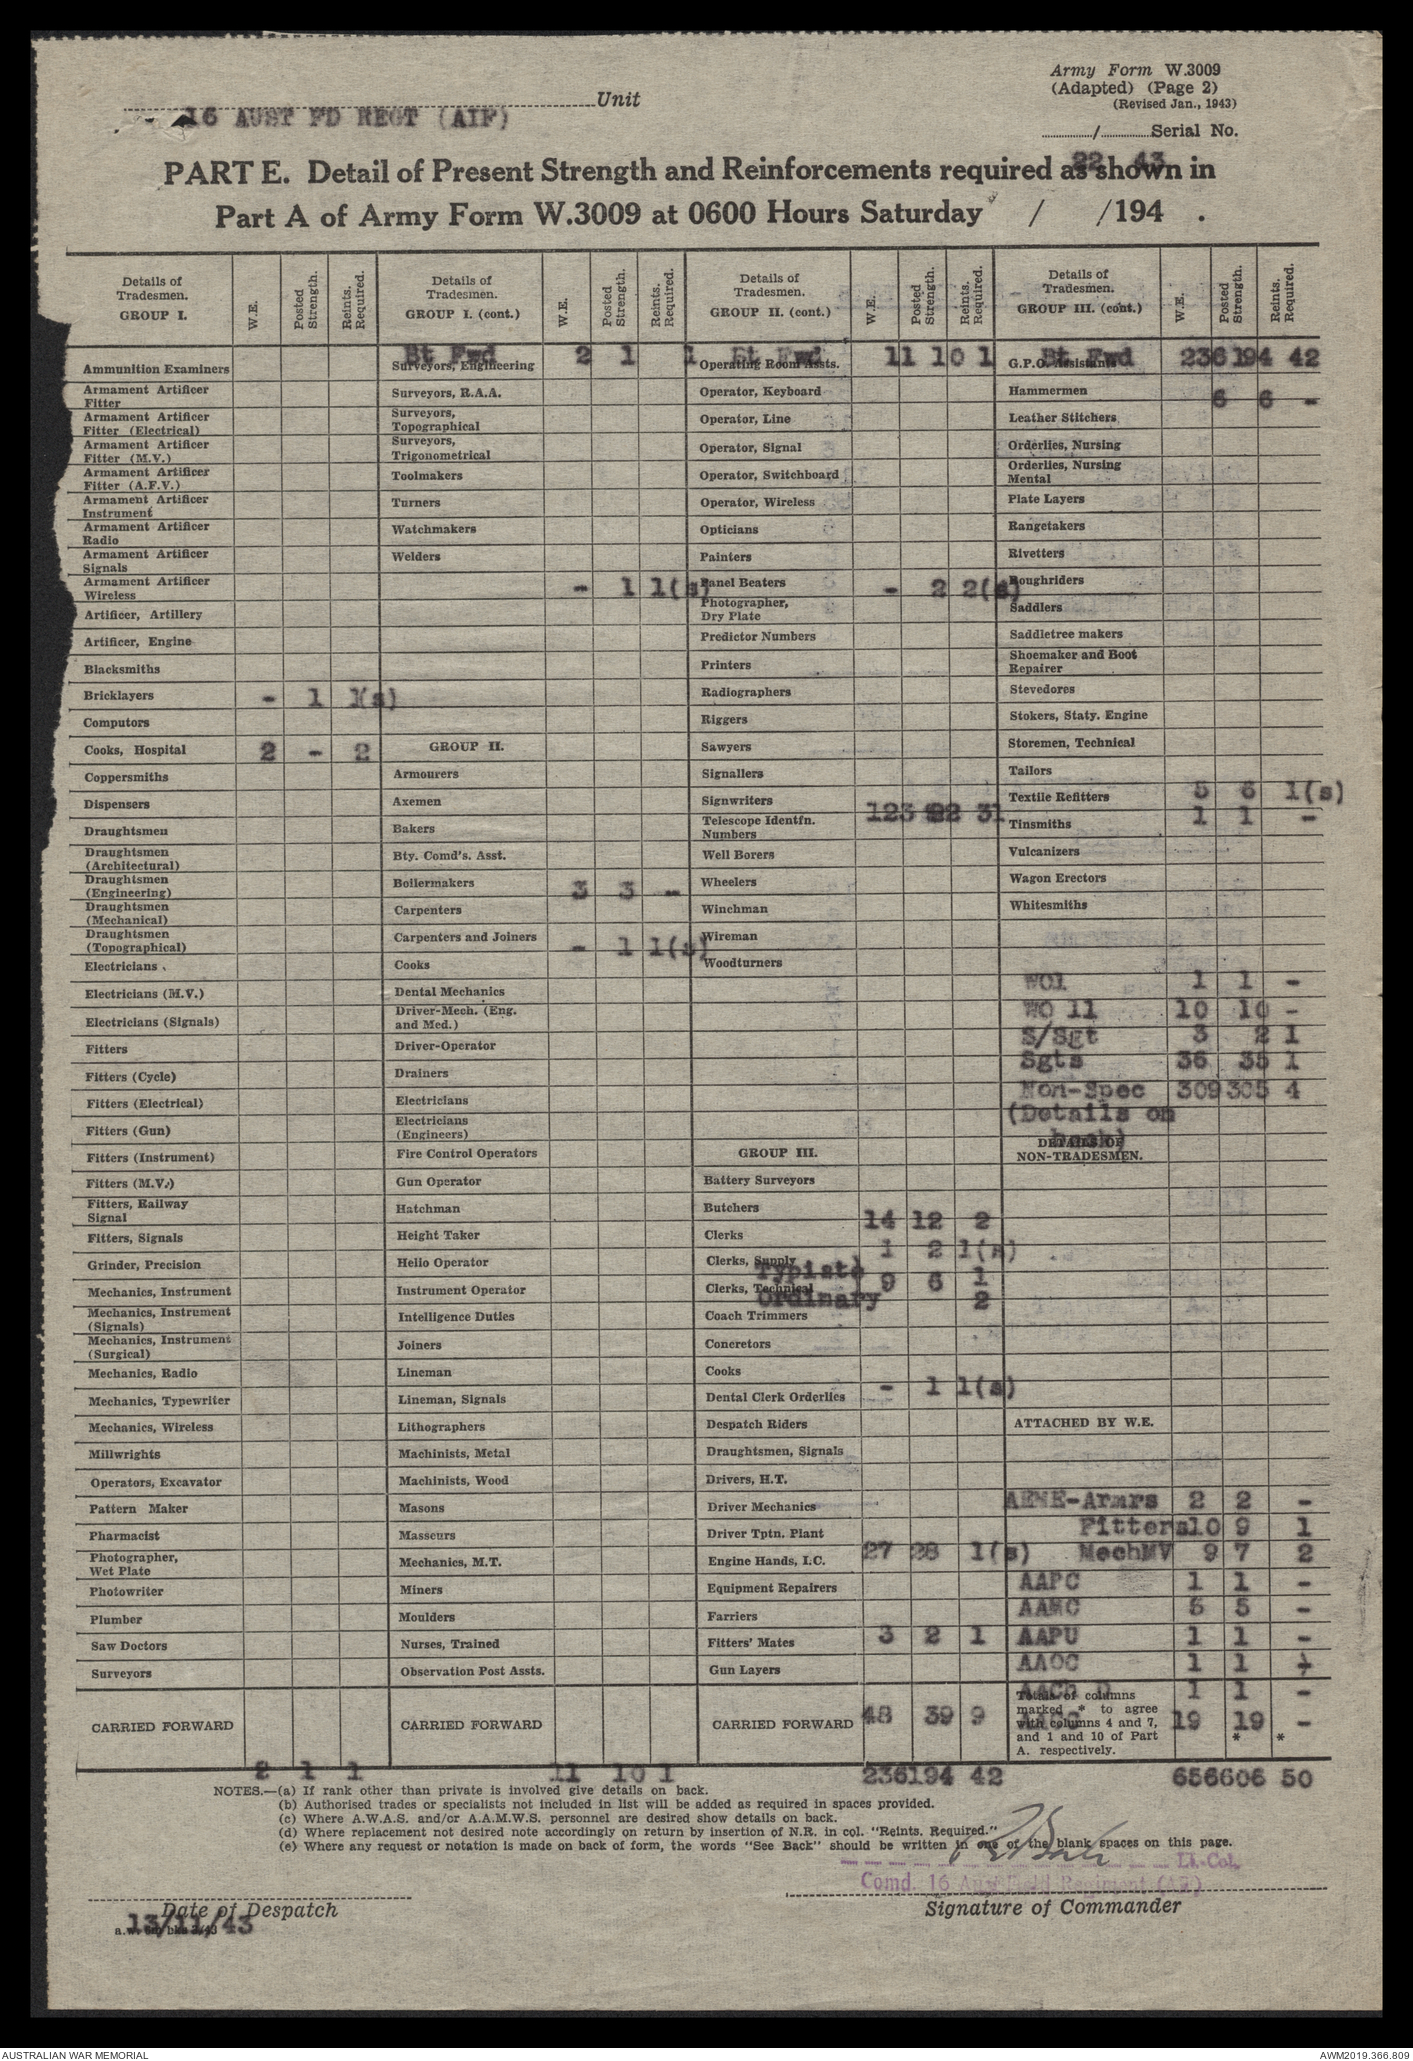 Army Form W.3009
(Adapted) (Page 2)
(Revised Jan., 1943)
Unit
16 AUST FD REGT (AIF)
/ Serial No.
22 43
PART E. Detail of Present Strength and Reinforcements required as shown in
Part A of Army Form W.3009 at 0600 Hours Saturday / /194 .
Details of Tradesmen. GROUP I. W.E. Posted Strength. Reints. Required.
Ammunition Examiners
Armament Artificer Fitter
Armament Artificer Fitter (Electrical)
Armament Artificer Fitter (M.V.)
Armament Artificer Fitter (A.F.V.)
Armament Artificer Instrument
Armament Artificer Radio
Armament Artificer Signals
Armament Artificer Wireless
Artificer, Artillery
Artificer, Engine
Blacksmiths
Bricklayers - 1 1(s)
Computors
Cooks, Hospital 2 - 2
Coppersmiths
Dispensers
Draughtsmen
Draughtsmen (Architectural)
Draughtsmen (Engineering)
Draughtsmen (Mechanical)
Draughtsmen (Topographical)
Electricians
Electricians (M.V.)
Electricians (Signals)
Fitters
Fitters (Cycle)
Fitters (Electrical)
Fitters (Gun)
Fitters (Instrument)
Fitters (M.V.)
Fitters, Railway Signal
Fitters, Signals
Grinder, Precision
Mechanics, Instrument
Mechanics, Instrument (Signals)
Mechanics, Instrument (Surgical)
Mechanics, Radio
Mechanics, Typewriter
Mechanics, Wireless
Millwrights
Operators, Excavator
Pattern Maker
Pharmacist
Photographer, Wet Plate
Photowriter
Plumber
Saw Doctors
Surveyors
CARRIED FORWARD
2 1 1
Details of Tradesmen. GROUP I. (cont.) W.E. Posted Strength. Reints. Required.
Bt Fwd 2 1 1
Surveyors, Engineering
Surveyors, R.A.A.
Surveyors, Topographical
Surveyors, Trigonometrical
Toolmakers
Turners
Watchmakers
Welders
- 1 1(s)
GROUP II.
Armourers
Axemen
Bakers
Bty. Comd's. Asst.
Boilermakers 3 3 -
Carpenters
Carpenters and Joiners - 1 1(s)
Cooks
Dental Mechanics
Driver-Mech. (Eng. and Med.)
Driver-Operator
Drainers
Electricians
Electricians (Engineers)
Fire Control Operators
Gun Operator
Hatchman
Height Taker
Helio Operator
Instrument Operator
Intelligence Duties
Joiners
Lineman
Lineman, Signals
Lithographers
Machinists, Metal
Machinists, Wood
Masons
Masseurs
Mechanics, M.T.
Miners
Moulders
Nurses, Trained
Observation Post Assts.
CARRIED FORWARD
11 10 1
Details of Tradesmen. GROUP II. (cont.) W.E. Posted Strength. Reints. Required.
Bt Fwd 11 10 1
Operating Room Assts.
Operator, Keyboard
Operator, Line
Operator, Signal
Operator, Switchboard
Operator, Wireless
Opticians
Painters
Panel Beaters - 2 2(s)
Photographer, Dry Plate
Predictor Numbers
Printers
Radiographers
Riggers
Sawyers
Signallers
Signwriters 123 92 31
Telescope Identfn. Numbers
Well Borers
Wheelers
Winchman
Wireman
Woodturners
GROUP III.
Battery Surveyors
Butchers
14 12 2
Clerks
1 2 1(s)
Clerks, Supply
Typists
9 6 1
Clerks, Technical
Ordinary 2
Coach Trimmers
Concretors
Cooks
- 1 1(s)
Dental Clerk Orderlies
Despatch Riders
Draughtsmen, Signals
Drivers, H.T.
Driver Mechanics
Driver Tptn. Plant
27 28 1(s)
Engine Hands, I.C.
Equipment Repairers
Farriers
Fitters' Mates 3 2 1
Gun Layers
CARRIED FORWARD 48 39 9
236 194 42
Details of Tradesmen. GROUP III. (cont.) W.E. Posted Strength. Reints. Required.
Bt Fwd 236 194 42
G.P.O. Assistants
Hammermen 6 6 -
Leather Stitchers
Orderlies, Nursing
Orderlies, Nursing Mental
Plate Layers
Rangetakers
Rivetters
Roughriders
Saddlers
Saddletree makers
Shoemaker and Boot Repairer
Stevedores
Stokers, Staty. Engine
Storemen, Technical
Tailors
Textile Refitters 5 6 1(s)
Tinsmiths 1 1 -
Vulcanizers
Wagon Erectors
Whitesmiths
WO1 1 1 -
WO 11 10 10 -
S/Sgt 3 2 1
Sgts 36 35 1
Non-Spec 309 305 4
(Details on
back)
DETAILS OF NON-TRADESMEN.
ATTACHED BY W.E.
AEME-Armrs 2 2 -
Fitters 10 9 1
MechMV 9 7 2
AAPC 1 1 -
AAMC 5 5 -
AAPU 1 1 -
AAOC 1 1 -
AACh D 1 1 -
19 19 -
Totals of columns marked * to agree with columns 4 and 7, and 1 and 10 of Part A. respectively.
* *
656 606 50
NOTES.—(a) If rank other than private is involved give details on back.
(b) Authorised trades or specialists not included in list will be added as required in spaces provided.
(c) Where A.W.A.S. and/or A.A.M.W.S. personnel are desired show details on back.
(d) Where replacement not desired note accordingly on return by insertion of N.R. in col. "Reints. Required."
(e) Where any request or notation is made on back of form, the words "See Back" should be written in one of the blank spaces on this page.
Lt-Col.
Comd. 16 Aust Field Regiment (AIF)
Date of Despatch
13/11/43
Signature of Commander
AUSTRALIAN WAR MEMORIAL
AWM2019.366.809